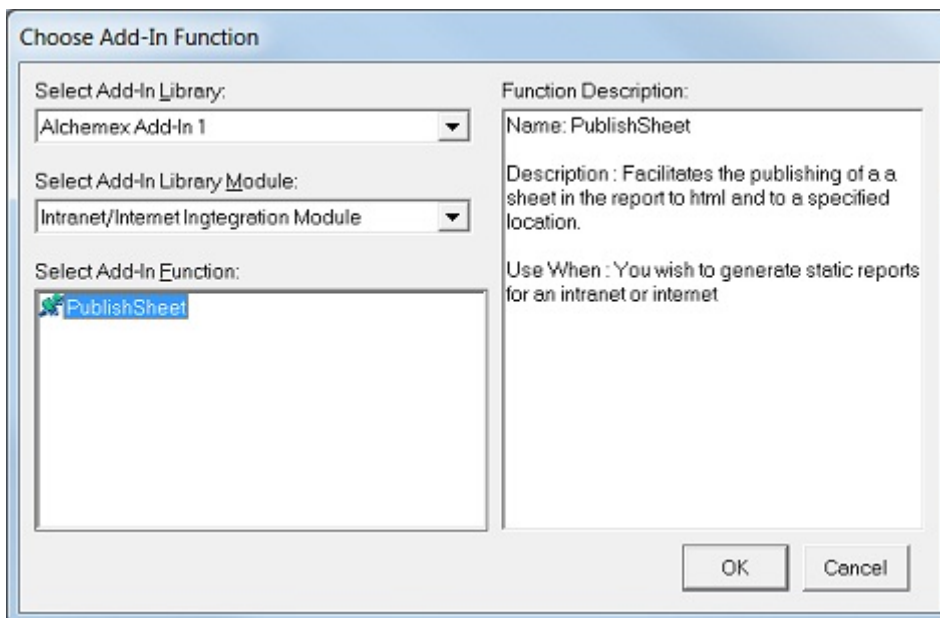 Choose Add-In Function
Select Add-In Library:
Alchemex Add-In 1
Select Add-In Library Module:
Intranet/Internet Ingtegration Module
Select Add-In Function:
PublishSheet
Function Description:
Name: PublishSheet
Description : Facilitates the publishing of a a
sheet in the report to html and to a specified
location.
Use When : You wish to generate static reports
for an intranet or internet
OK
Cancel